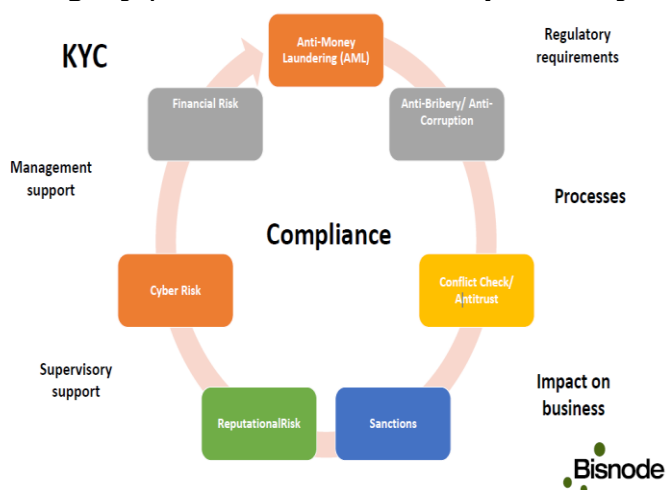 KYC
Anti-Money
Laundering (AML)
Regulatory
requirements
Financial Risk
Anti-Bribery/ Anti-
Corruption
Management
support
Processes
Compliance
Cyber Risk
Conflict Check/
Antitrust
Supervisory
support
Impact on
business
ReputationalRisk
Sanctions
Bisnode